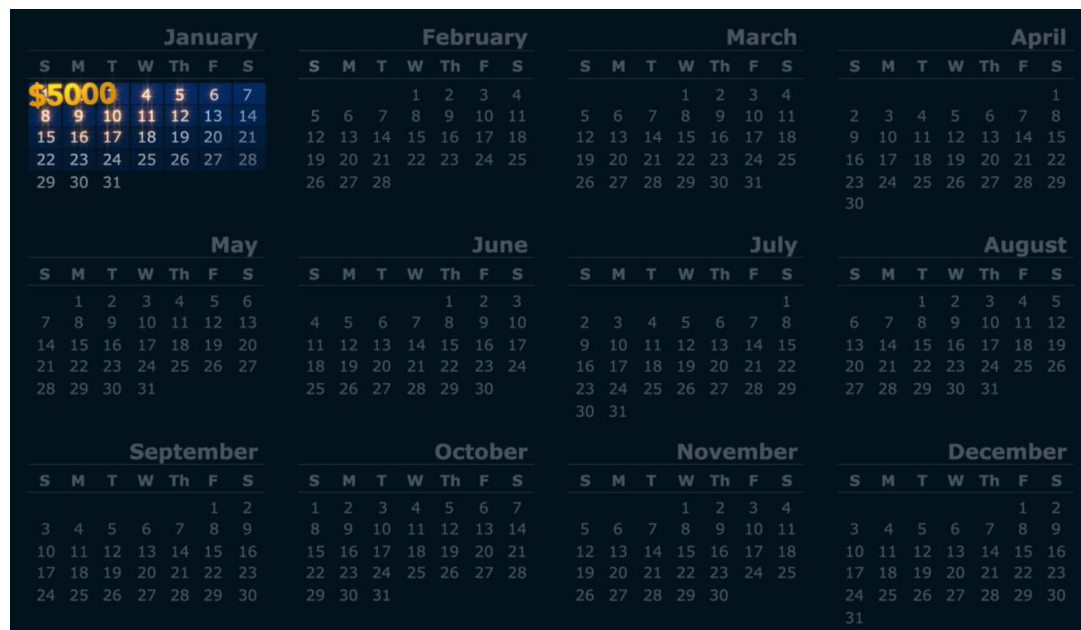 January
S M T W Th F S
$5000 4 5 6 7
8 9 10 11 12 13 14
15 16 17 18 19 20 21
22 23 24 25 26 27 28
29 30 31
February
S M T W Th F S
1 2 3 4
5 6 7 8 9 10 11
12 13 14 15 16 17 18
19 20 21 22 23 24 25
26 27 28
March
S M T W Th F S
1 2 3 4
5 6 7 8 9 10 11
12 13 14 15 16 17 18
19 20 21 22 23 24 25
26 27 28 29 30 31
April
S M T W Th F S
1
2 3 4 5 6 7 8
9 10 11 12 13 14 15
16 17 18 19 20 21 22
23 24 25 26 27 28 29
30
May
S M T W Th F S
1 2 3 4 5 6
7 8 9 10 11 12 13
14 15 16 17 18 19 20
21 22 23 24 25 26 27
28 29 30 31
June
S M T W Th F S
1 2 3
4 5 6 7 8 9 10
11 12 13 14 15 16 17
18 19 20 21 22 23 24
25 26 27 28 29 30
July
S M T W Th F S
1
2 3 4 5 6 7 8
9 10 11 12 13 14 15
16 17 18 19 20 21 22
23 24 25 26 27 28 29
30 31
August
S M T W Th F S
1 2 3 4 5
6 7 8 9 10 11 12
13 14 15 16 17 18 19
20 21 22 23 24 25 26
27 28 29 30 31
September
S M T W Th F S
1 2
3 4 5 6 7 8 9
10 11 12 13 14 15 16
17 18 19 20 21 22 23
24 25 26 27 28 29 30
October
S M T W Th F S
1 2 3 4 5 6 7
8 9 10 11 12 13 14
15 16 17 18 19 20 21
22 23 24 25 26 27 28
29 30 31
November
S M T W Th F S
1 2 3 4
5 6 7 8 9 10 11
12 13 14 15 16 17 18
19 20 21 22 23 24 25
26 27 28 29 30
December
S M T W Th F S
1 2
3 4 5 6 7 8 9
10 11 12 13 14 15 16
17 18 19 20 21 22 23
24 25 26 27 28 29 30
31